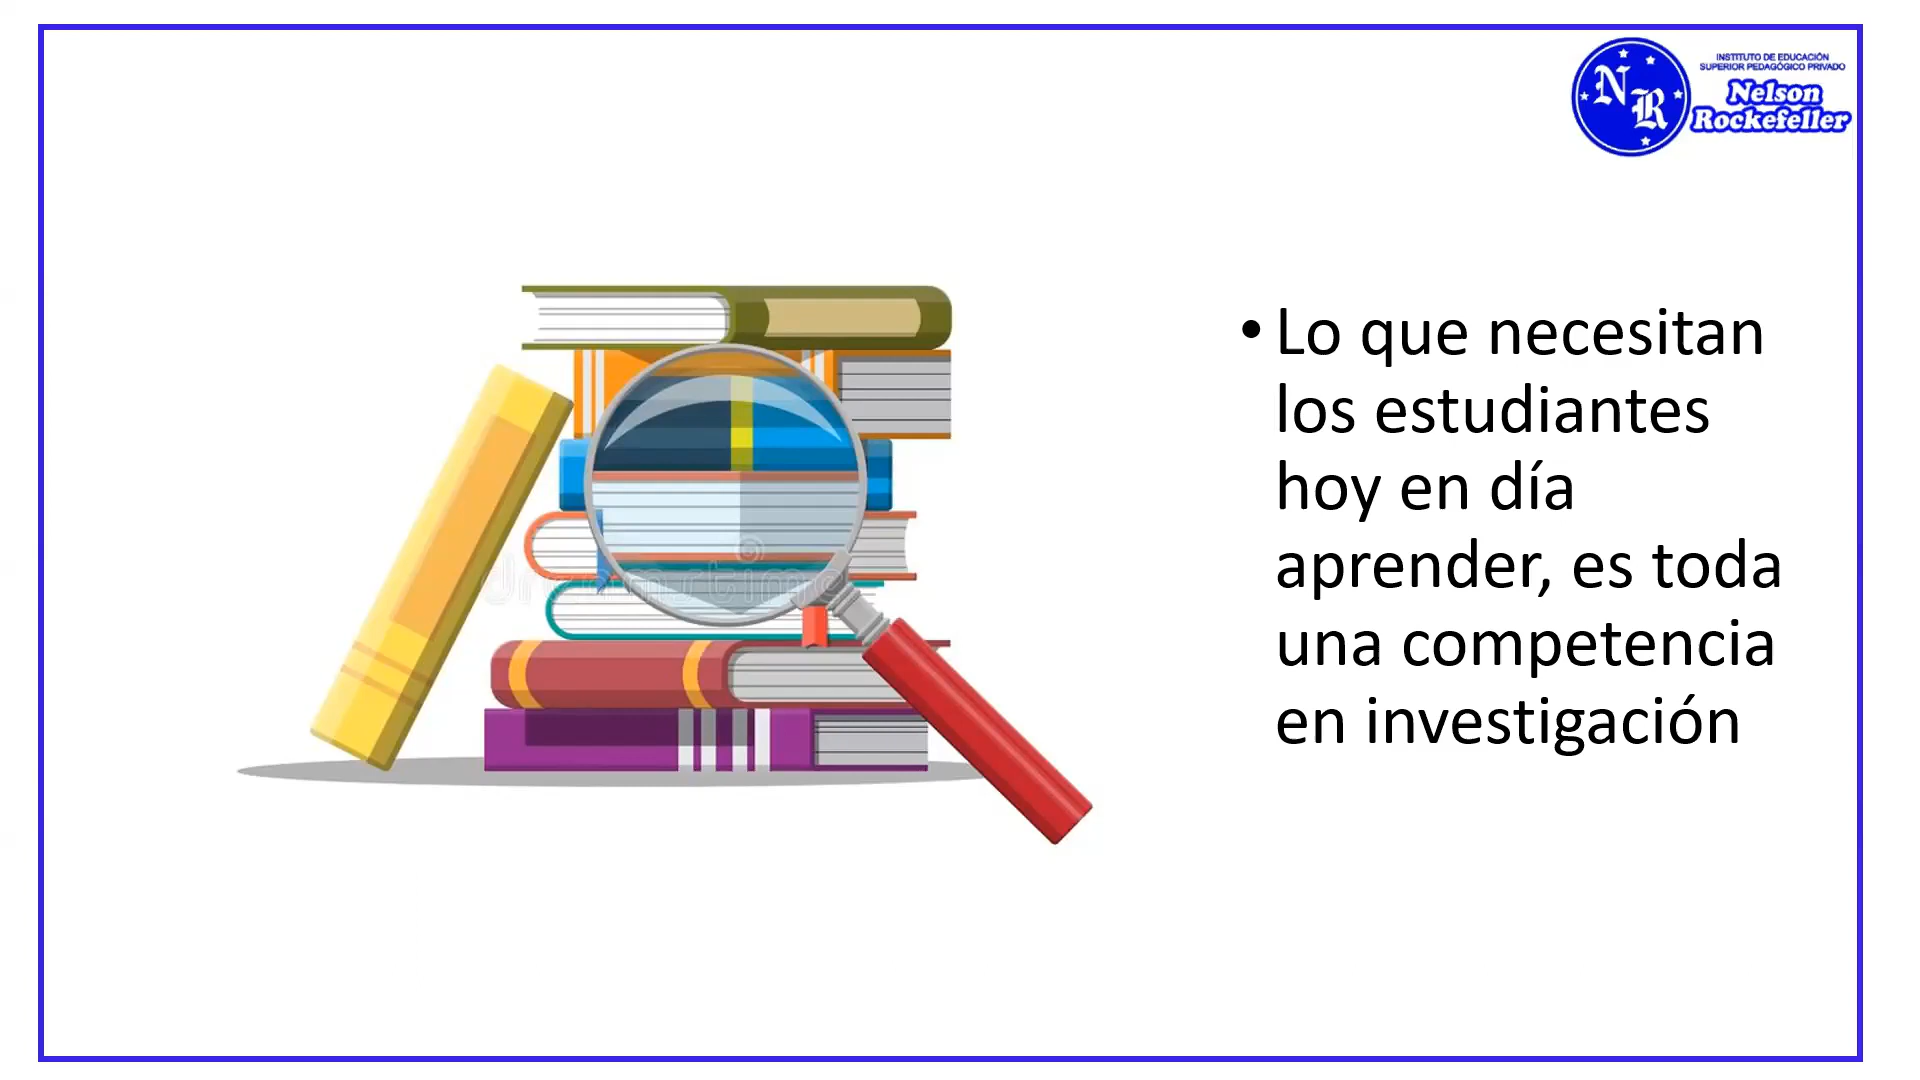 INSTITUTO DE EDUCACIÓN
SUPERIOR PEDAGÓGICO PRIVADO
Nelson
Rockefeller
N
R
• Lo que necesitan
los estudiantes
hoy en día
aprender, es toda
una competencia
en investigación
dreamstime